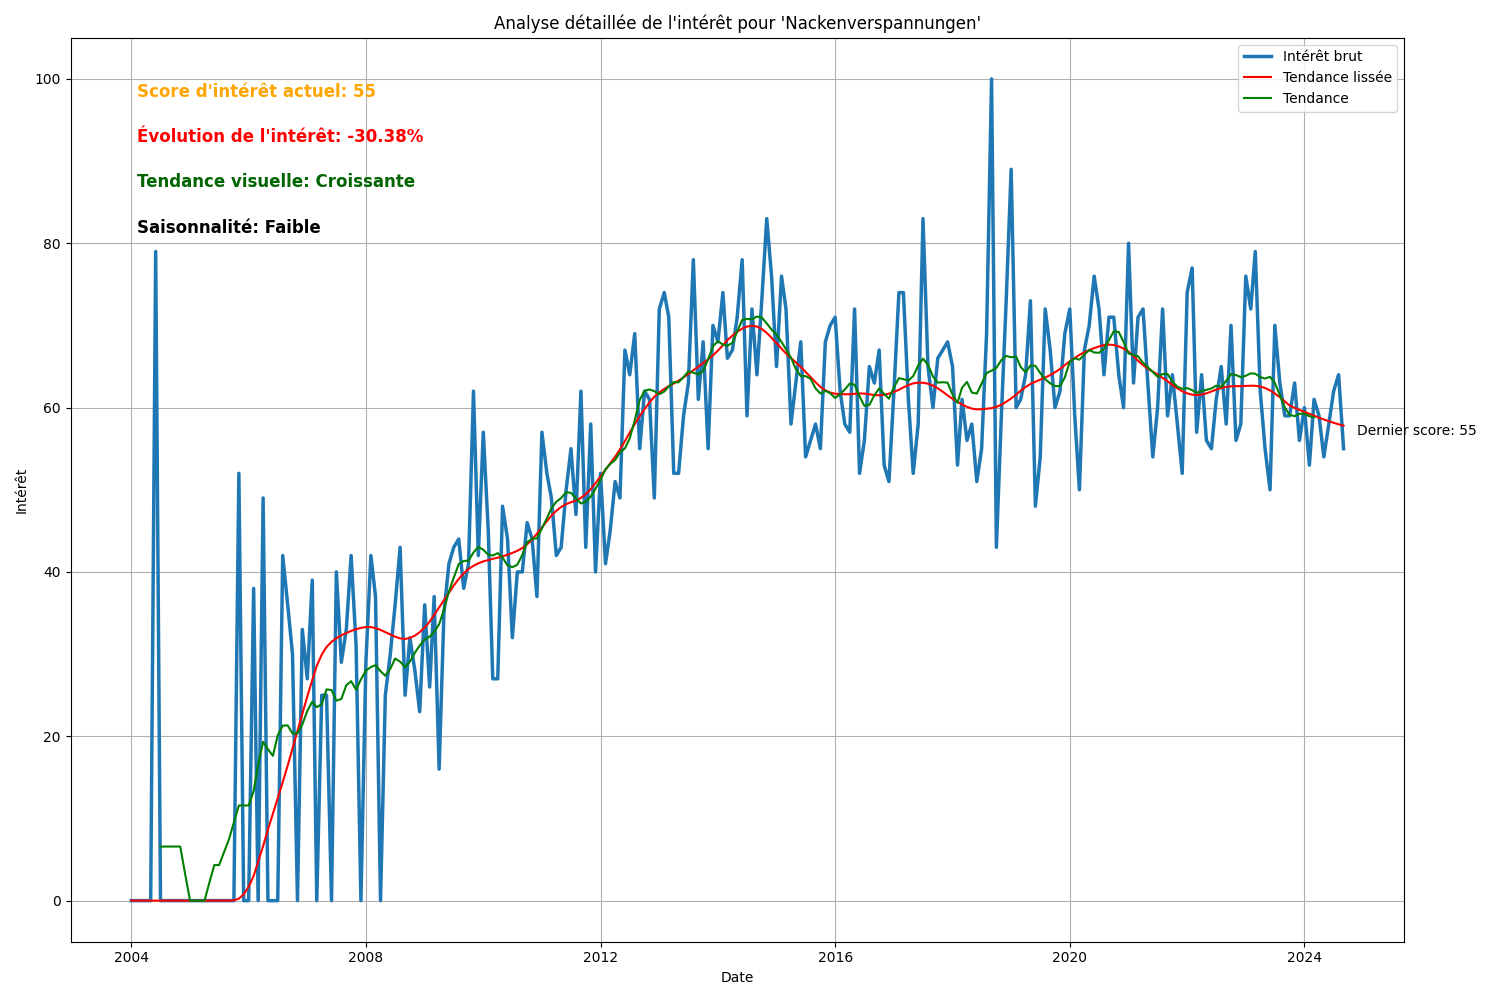 Analyse détaillée de l'intérêt pour 'Nackenverspannungen'
Intérêt brut
Tendance lissée
Tendance
Score d'intérêt actuel: 55
Évolution de l'intérêt: -30.38%
Tendance visuelle: Croissante
Saisonnalité: Faible
Dernier score: 55
Intérêt
100
80
60
40
20
0
2004 2008 2012 2016 2020 2024
Date